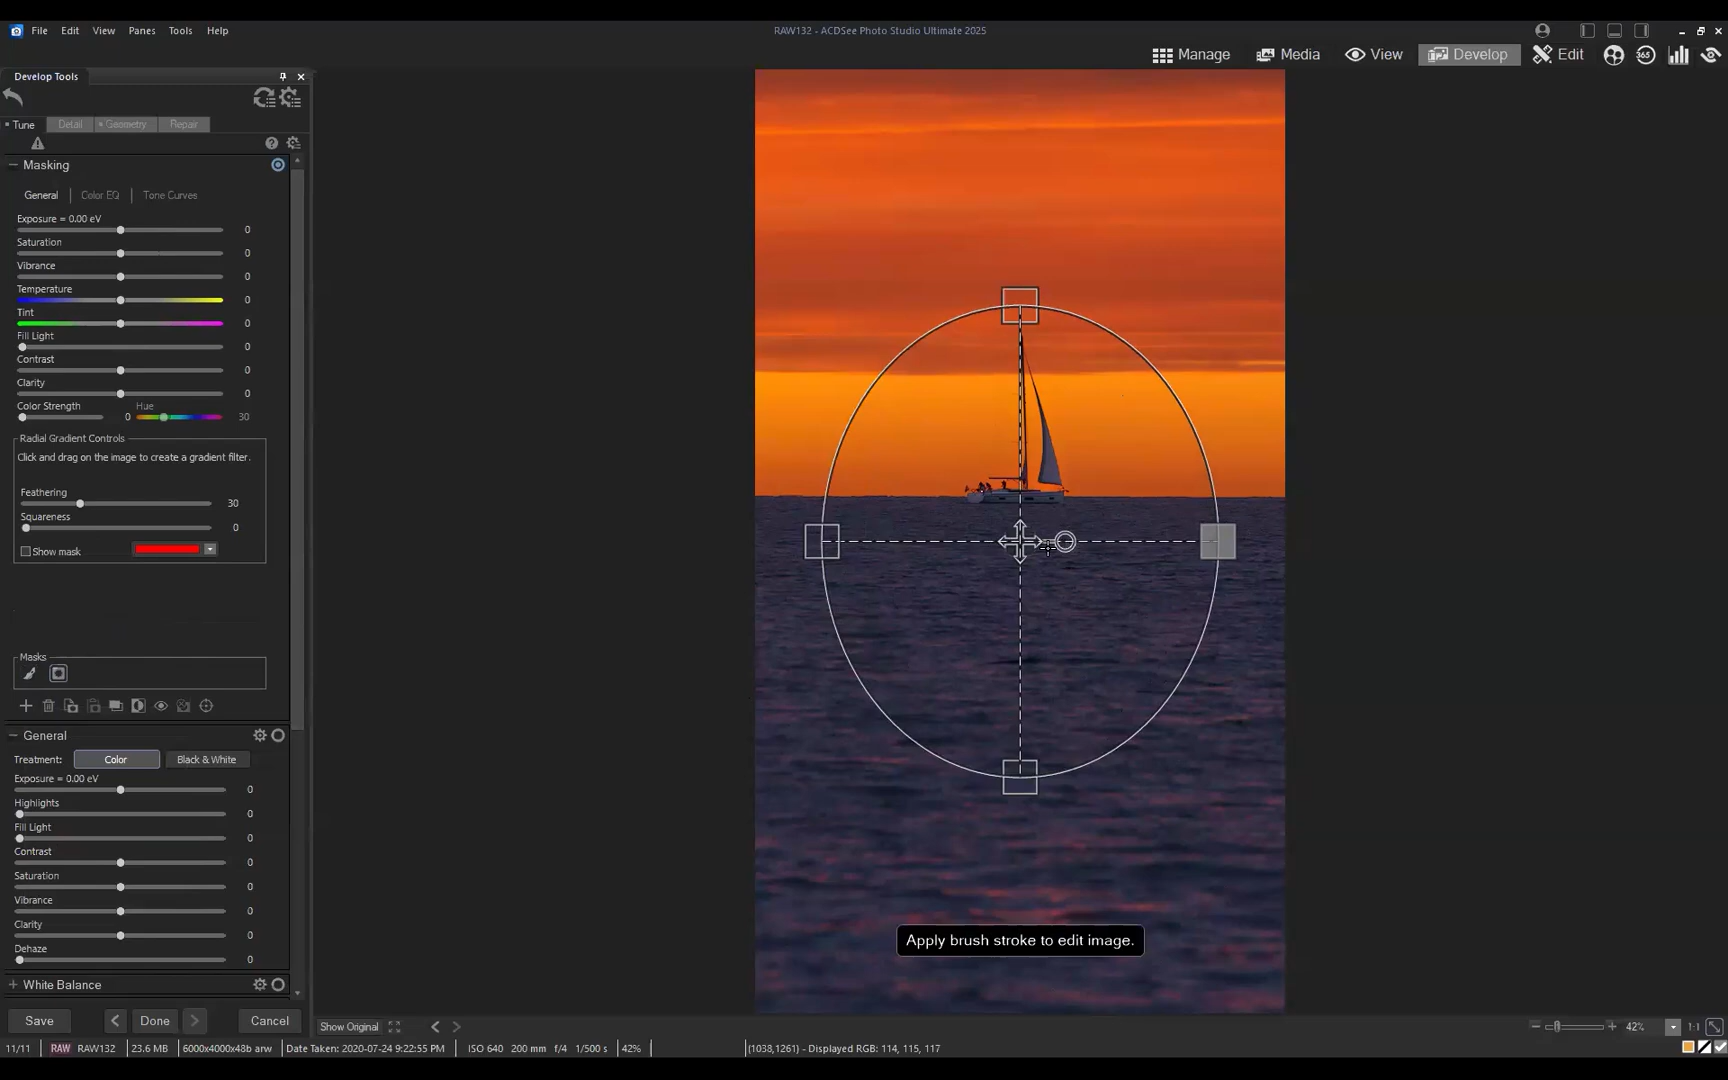 File Edit View Panes Tools Help
RAW132 - ACDSee Photo Studio Ultimate 2025
Manage Media View Develop Edit 365
Develop Tools
Tune Detail Geometry Repair
Masking
General Color EQ Tone Curves
Exposure = 0.00 eV
0
Saturation
0
Vibrance
0
Temperature
0
Tint
0
Fill Light
0
Contrast
0
Clarity
0
Color Strength Hue
0 30
Radial Gradient Controls
Click and drag on the image to create a gradient filter.
Feathering
30
Squareness
0
Show mask
Masks
General
Treatment: Color Black & White
Exposure = 0.00 eV
0
Highlights
0
Fill Light
0
Contrast
0
Saturation
0
Vibrance
0
Clarity
0
Dehaze
0
White Balance
Apply brush stroke to edit image.
Save Done Cancel
Show Original
42% 1:1
11/11 RAW RAW132 23.6 MB 6000x4000x48b arw Date Taken: 2020-07-24 9:22:55 PM ISO 640 200 mm f/4 1/500 s 42% (1038,1261) - Displayed RGB: 114, 115, 117